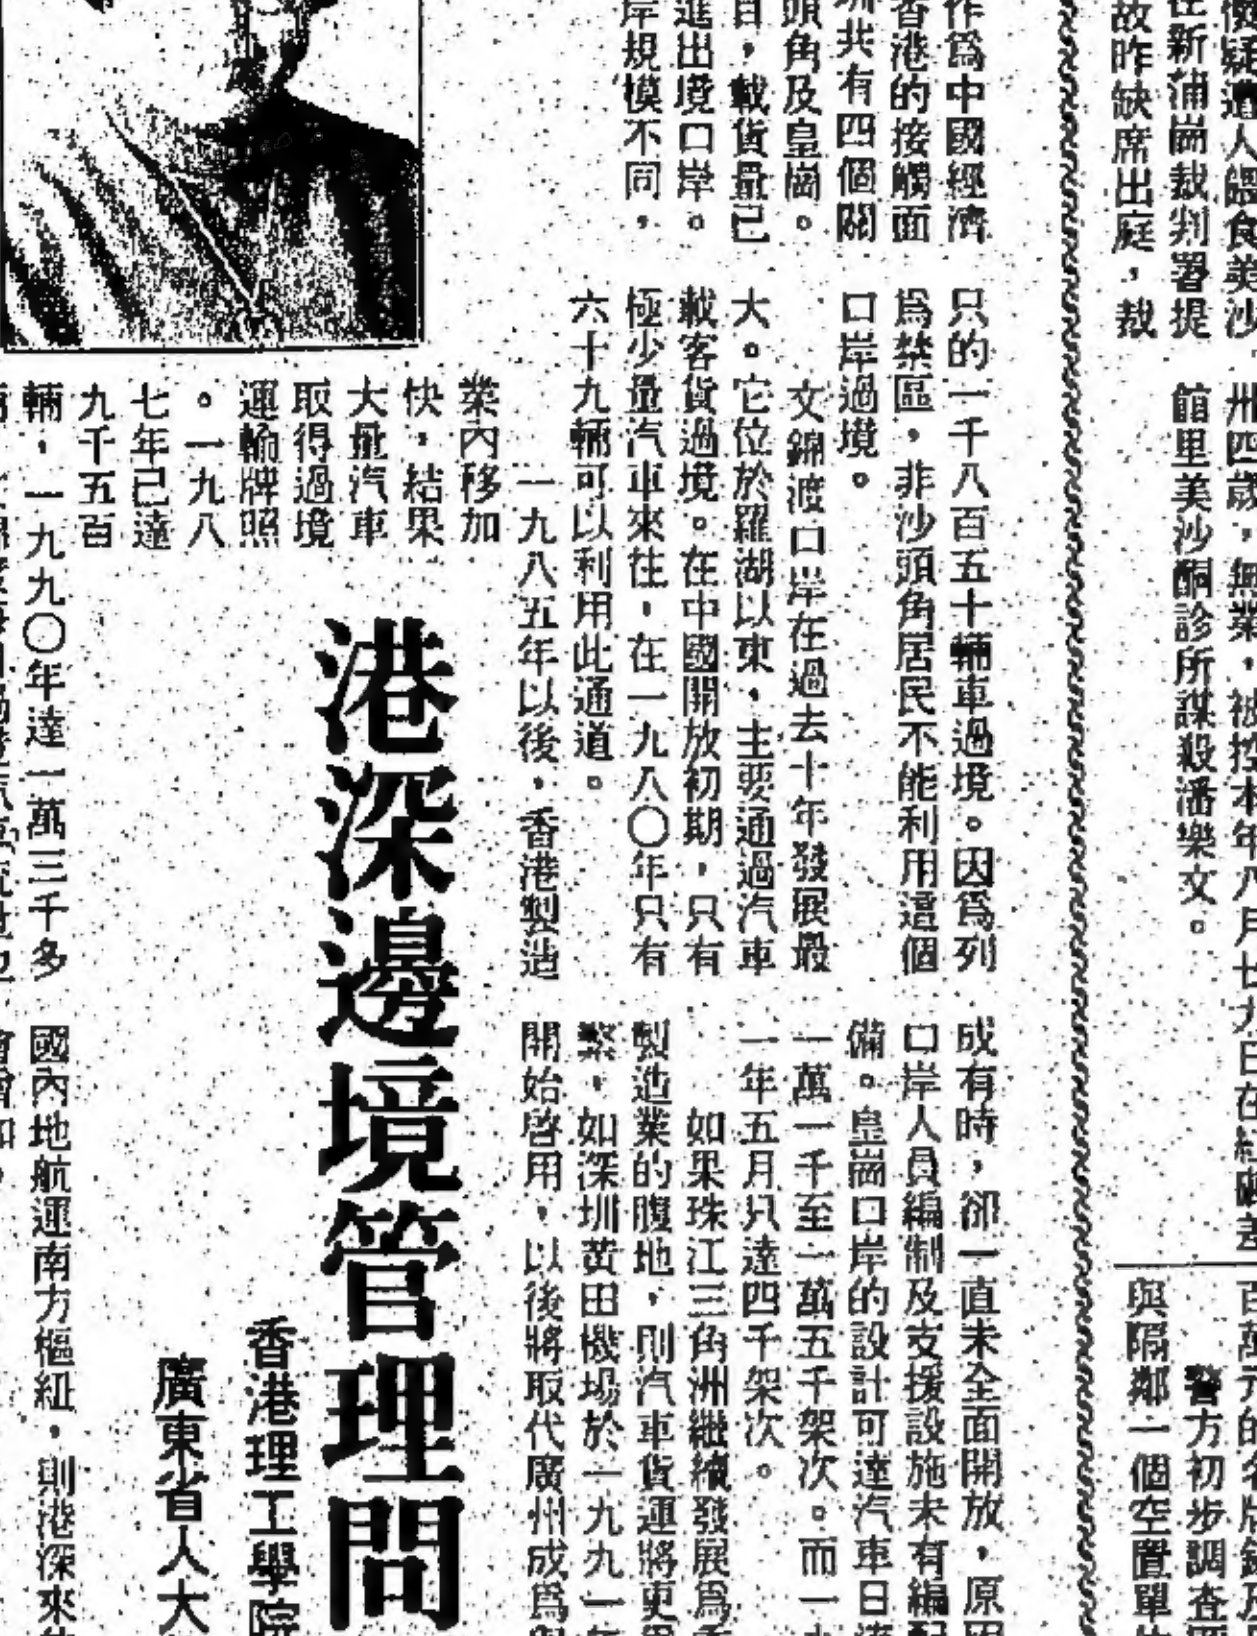 故昨缺席出庭，裁
在新蒲崗裁判署提
懷疑遭人餵食美沙
卅四歲，無業，被控本年八月廿九日在紅磡差
館里美沙酮診所謀殺潘樂文。
警方初步調查
與隔鄰一個空置單
作爲中國經濟
香港的接觸面
圳共有四個關
頭角及皇崗。
目，載貨量已
進出境口岸。
岸規模不同，
只的一千八百五十輛車過境。因爲列
爲禁區，非沙頭角居民不能利用這個
口岸過境。
文錦渡口岸在過去十年發展最
大。它位於羅湖以東，主要通過汽車
載客貨過境。在中國開放初期，只有
極少量汽車來往，在一九八〇年只有
六十九輛可以利用此通道。
一九八五年以後，香港製造
業內移加
快，結果
大量汽車
取得過境
運輸牌照
。一九八
七年已達
九千五百
輛，一九九〇年達一萬三千多
成有時，卻一直未全面開放，原因
口岸人員編制及支援設施未有編配
備。皇崗口岸的設計可達汽車日流
一萬一千至一萬五千架次。而一九
一年五月只達四千架次。
如果珠江三角洲繼續發展爲香
製造業的腹地，則汽車貨運將更
繁，如深圳黃田機場於一九九一年
開始啓用，以後將取代廣州成爲與
國內地航運南方樞紐，則港深來往
港深邊境管理問
香港理工學院
廣東省人大